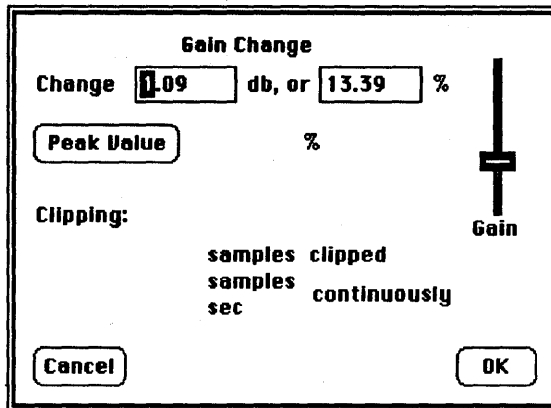 Gain Change
Change 1.09 db, or 13.39 %
Peak Value %
Clipping:
Gain
samples clipped
samples
continuously
sec
Cancel OK